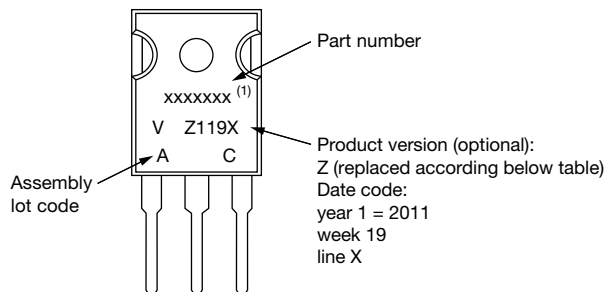 Part number
xxxxxxx (1)
V Z119X
A C
Assembly
lot code
Product version (optional):
Z (replaced according below table)
Date code:
year 1 = 2011
week 19
line X